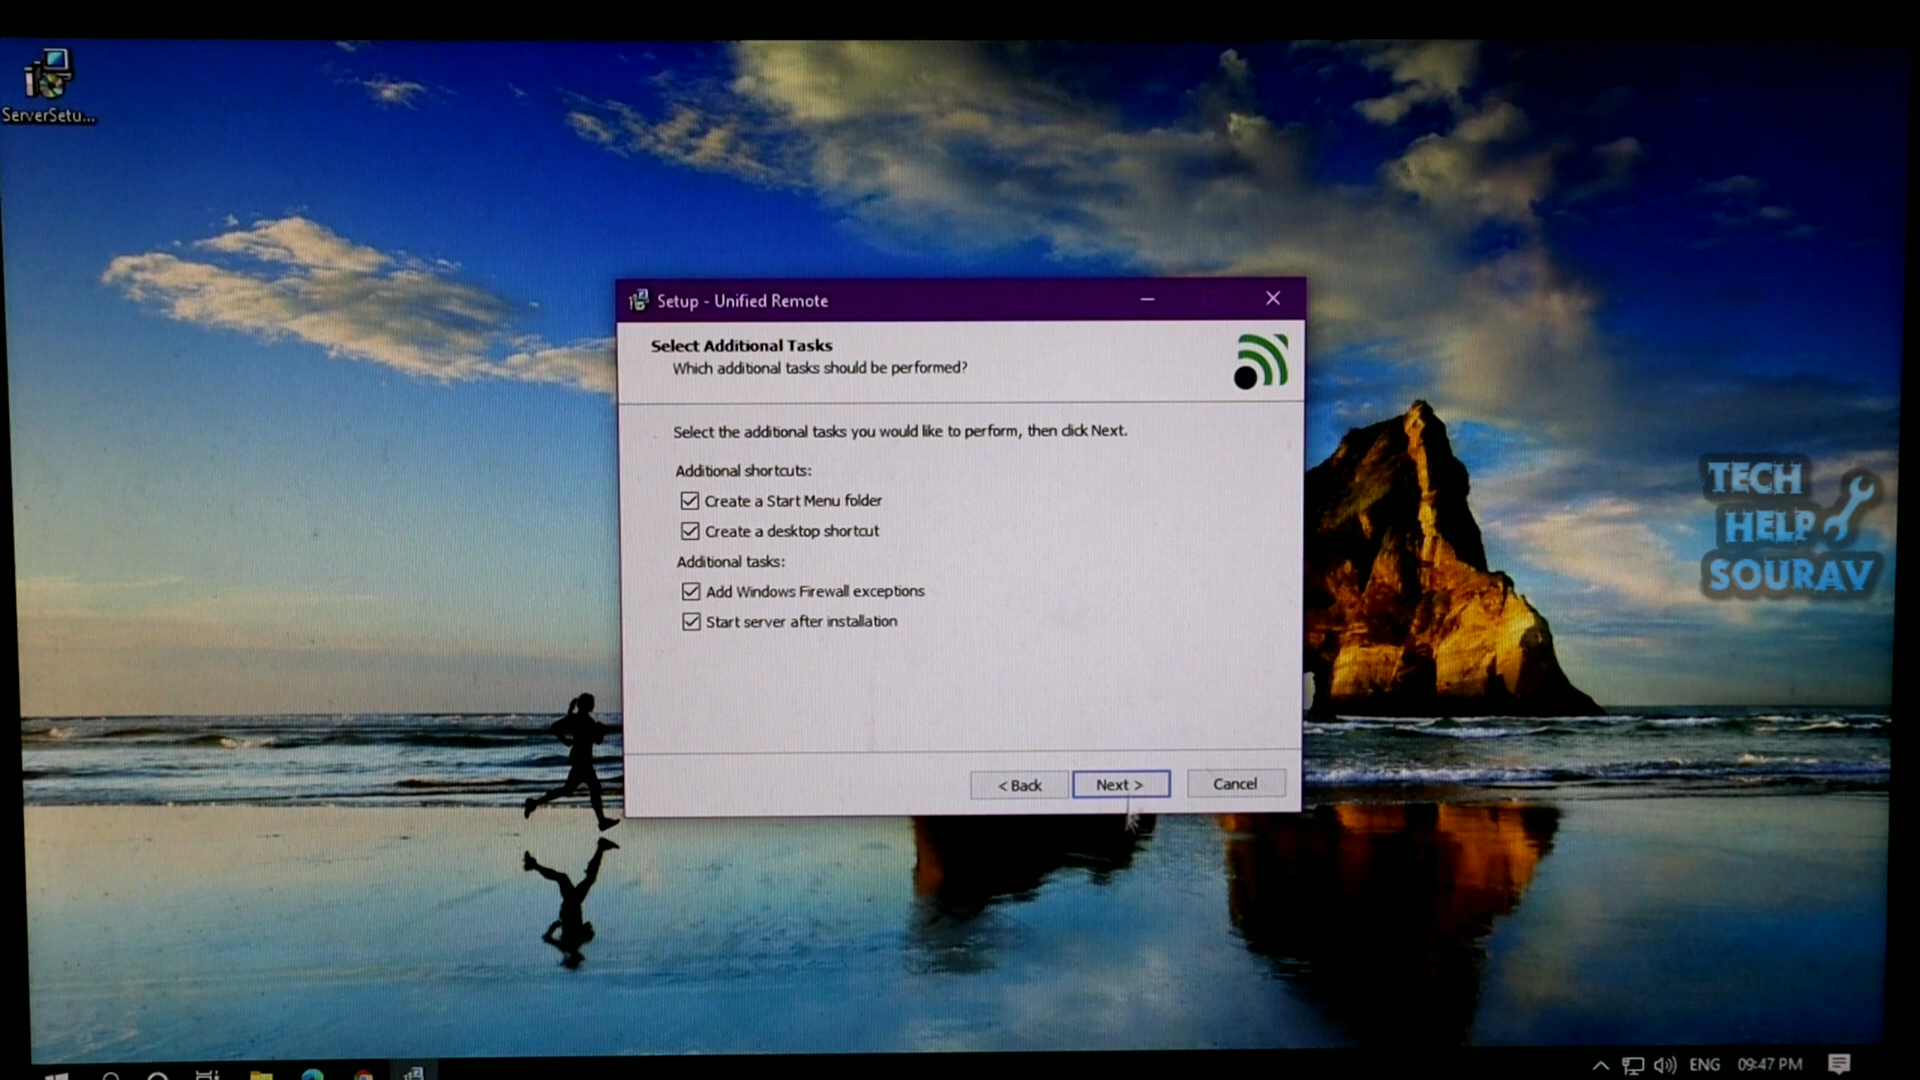 ServerSetu...
Setup - Unified Remote
Select Additional Tasks
Which additional tasks should be performed?
Select the additional tasks you would like to perform, then click Next.
Additional shortcuts:
Create a Start Menu folder
Create a desktop shortcut
Additional tasks:
Add Windows Firewall exceptions
Start server after installation
< Back
Next >
Cancel
TECH
HELP
SOURAV
ENG
09:47 PM